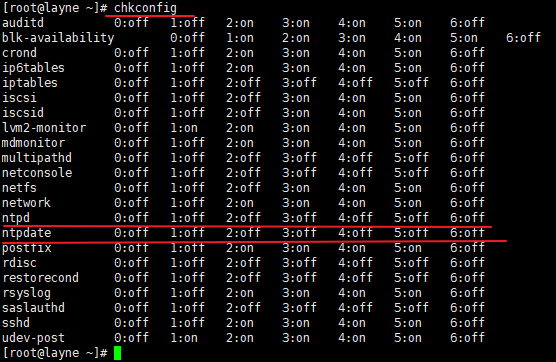 [root@layne ~]# chkconfig
auditd 0:off 1:off 2:on 3:on 4:on 5:on 6:off
blk-availability 0:off 1:on 2:on 3:on 4:on 5:on 6:off
crond 0:off 1:off 2:on 3:on 4:on 5:on 6:off
ip6tables 0:off 1:off 2:on 3:on 4:on 5:on 6:off
iptables 0:off 1:off 2:off 3:off 4:off 5:off 6:off
iscsi 0:off 1:off 2:off 3:on 4:on 5:on 6:off
iscsid 0:off 1:off 2:off 3:on 4:on 5:on 6:off
lvm2-monitor 0:off 1:on 2:on 3:on 4:on 5:on 6:off
mdmonitor 0:off 1:off 2:on 3:on 4:on 5:on 6:off
multipathd 0:off 1:off 2:off 3:off 4:off 5:off 6:off
netconsole 0:off 1:off 2:off 3:off 4:off 5:off 6:off
netfs 0:off 1:off 2:off 3:on 4:on 5:on 6:off
network 0:off 1:off 2:on 3:on 4:on 5:on 6:off
ntpd 0:off 1:off 2:off 3:off 4:off 5:off 6:off
ntpdate 0:off 1:off 2:off 3:off 4:off 5:off 6:off
postfix 0:off 1:off 2:on 3:on 4:on 5:on 6:off
rdisc 0:off 1:off 2:off 3:off 4:off 5:off 6:off
restorecond 0:off 1:off 2:off 3:off 4:off 5:off 6:off
rsyslog 0:off 1:off 2:on 3:on 4:on 5:on 6:off
saslauthd 0:off 1:off 2:off 3:off 4:off 5:off 6:off
sshd 0:off 1:off 2:on 3:on 4:on 5:on 6:off
udev-post 0:off 1:on 2:on 3:on 4:on 5:on 6:off
[root@layne ~]#